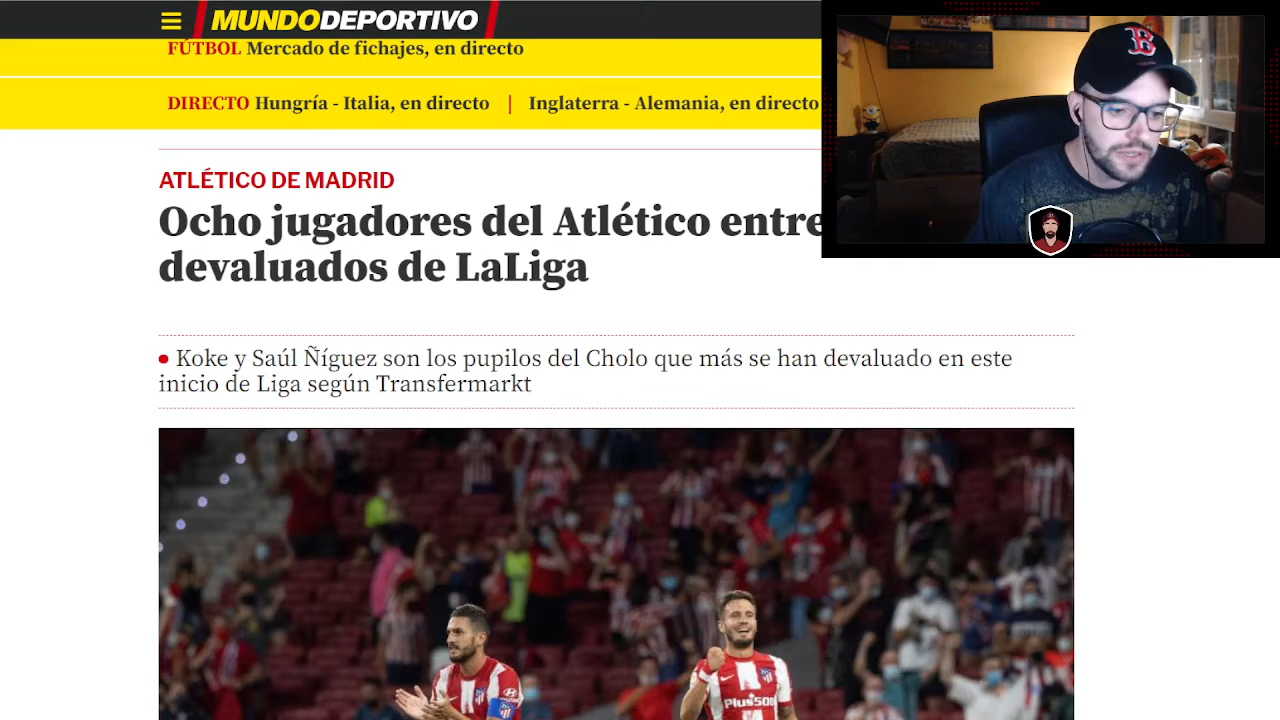 MUNDODEPORTIVO
FÚTBOL Mercado de fichajes, en directo
DIRECTO Hungría - Italia, en directo | Inglaterra - Alemania, en directo
ATLÉTICO DE MADRID
Ocho jugadores del Atlético entre
devaluados de LaLiga
• Koke y Saúl Ñíguez son los pupilos del Cholo que más se han devaluado en este
inicio de Liga según Transfermarkt
B
Plus500